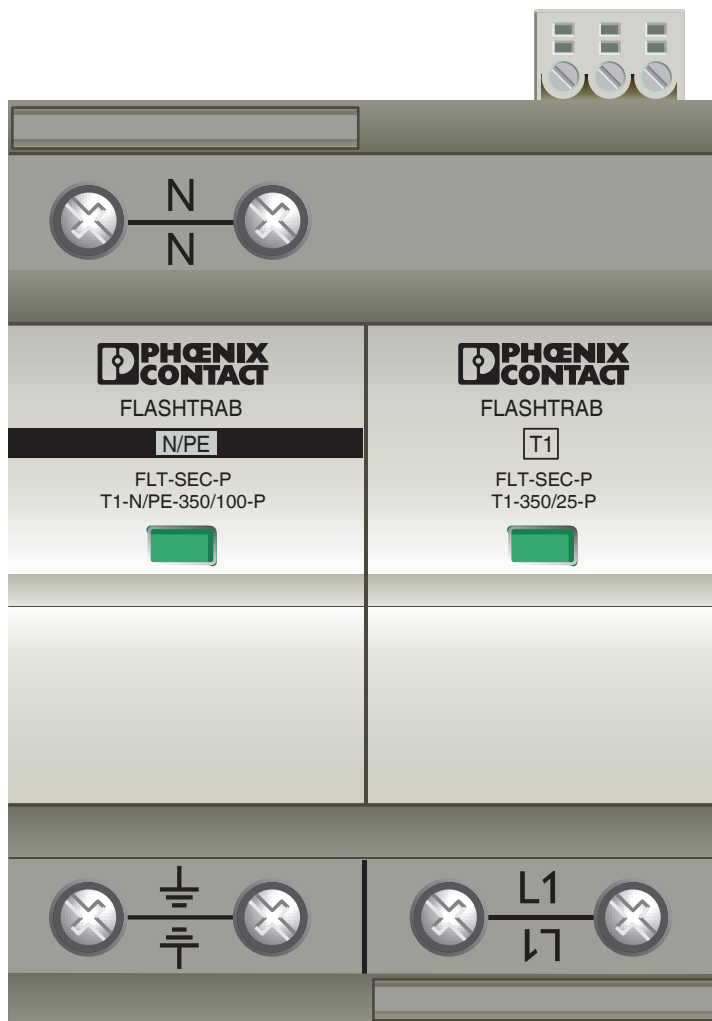 N
N
PHŒNIX
CONTACT
FLASHTRAB
N/PE
FLT-SEC-P
T1-N/PE-350/100-P
PHŒNIX
CONTACT
FLASHTRAB
T1
FLT-SEC-P
T1-350/25-P
L1
L1